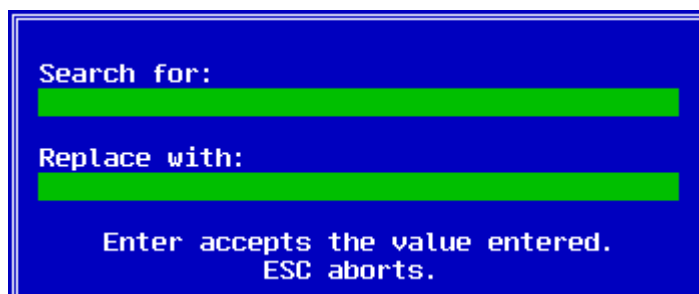 Search for:
Replace with:
Enter accepts the value entered.
ESC aborts.